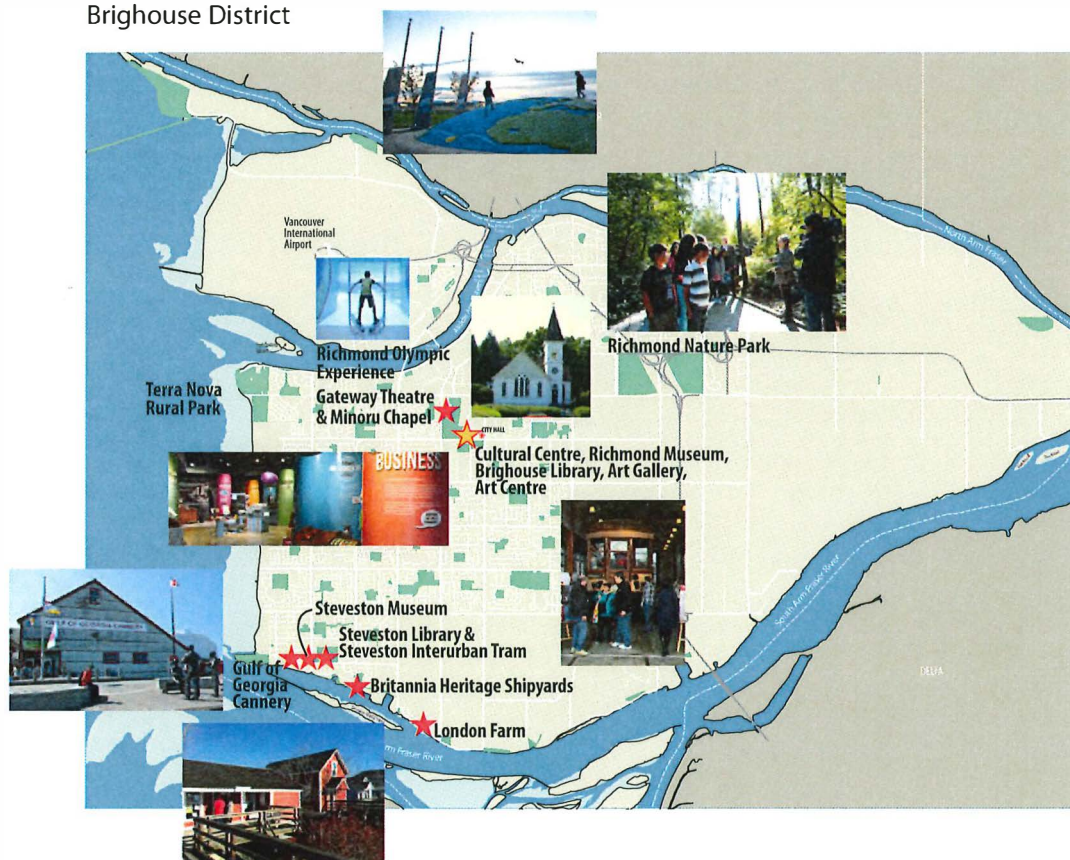 Brighouse District
Vancouver
International
Airport
North Arm Fraser
Richmond Nature Park
Richmond Olympic
Experience
Terra Nova
Rural Park
Gateway Theatre
& Minoru Chapel
CITY HALL
Cultural Centre, Richmond Museum,
Brighouse Library, Art Gallery,
Art Centre
BUSINESS
South Arm Fraser River
Steveston Museum
Steveston Library &
Steveston Interurban Tram
GULF OF GEORGIA CANNERY
Gulf of
Georgia
Cannery
Britannia Heritage Shipyards
DELTA
London Farm
Fraser River